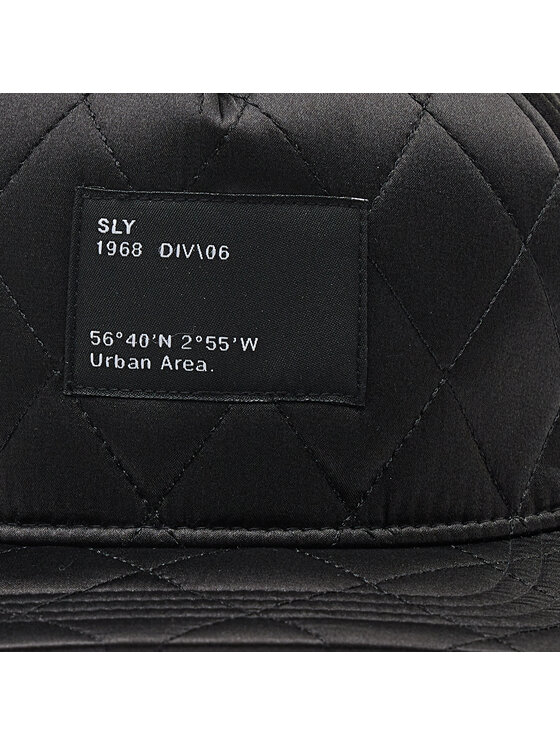 SLY
1968 DIV\06
56°40'N 2°55'W
Urban Area.